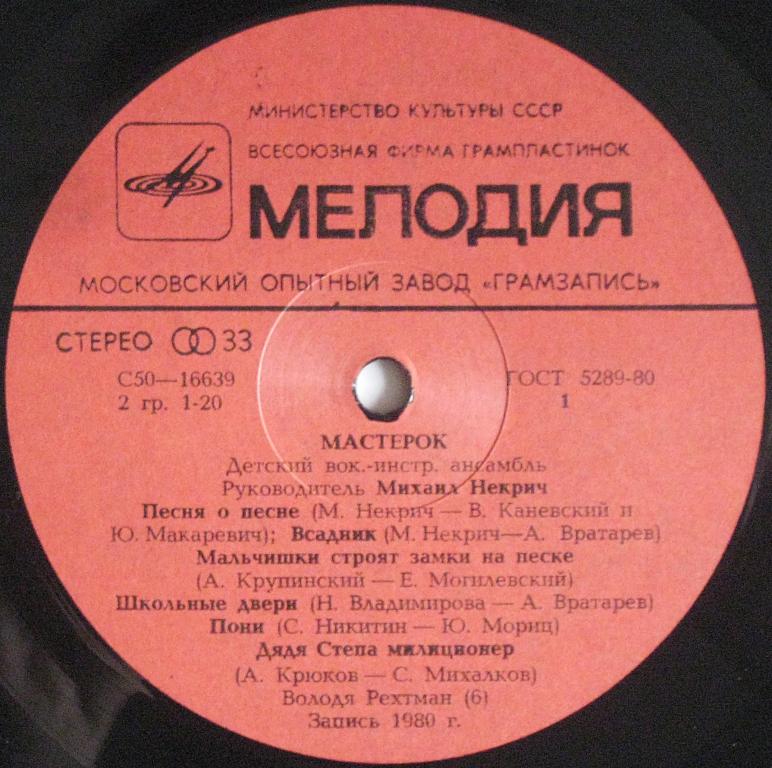 МИНИСТЕРСТВО КУЛЬТУРЫ СССР
ВСЕСОЮЗНАЯ ФИРМА ГРАМПЛАСТИНОК
МЕЛОДИЯ
МОСКОВСКИЙ ОПЫТНЫЙ ЗАВОД «ГРАМЗАПИСЬ»
СТЕРЕО 33
С50—16639 ГОСТ 5289-80
2 гр. 1-20 1
МАСТЕРОК
Детский вок.-инстр. ансамбль
Руководитель Михаил Некрич
Песня о песне (М. Некрич — В. Каневский и
Ю. Макаревич); Всадник (М. Некрич—А. Вратарев)
Мальчишки строят замки на песке
(А. Крупинский — Е. Могилевский)
Школьные двери (Н. Владимирова — А. Вратарев)
Пони (С. Никитин — Ю. Мориц)
Дядя Степа милиционер
(А. Крюков — С. Михалков)
Володя Рехтман (6)
Запись 1980 г.